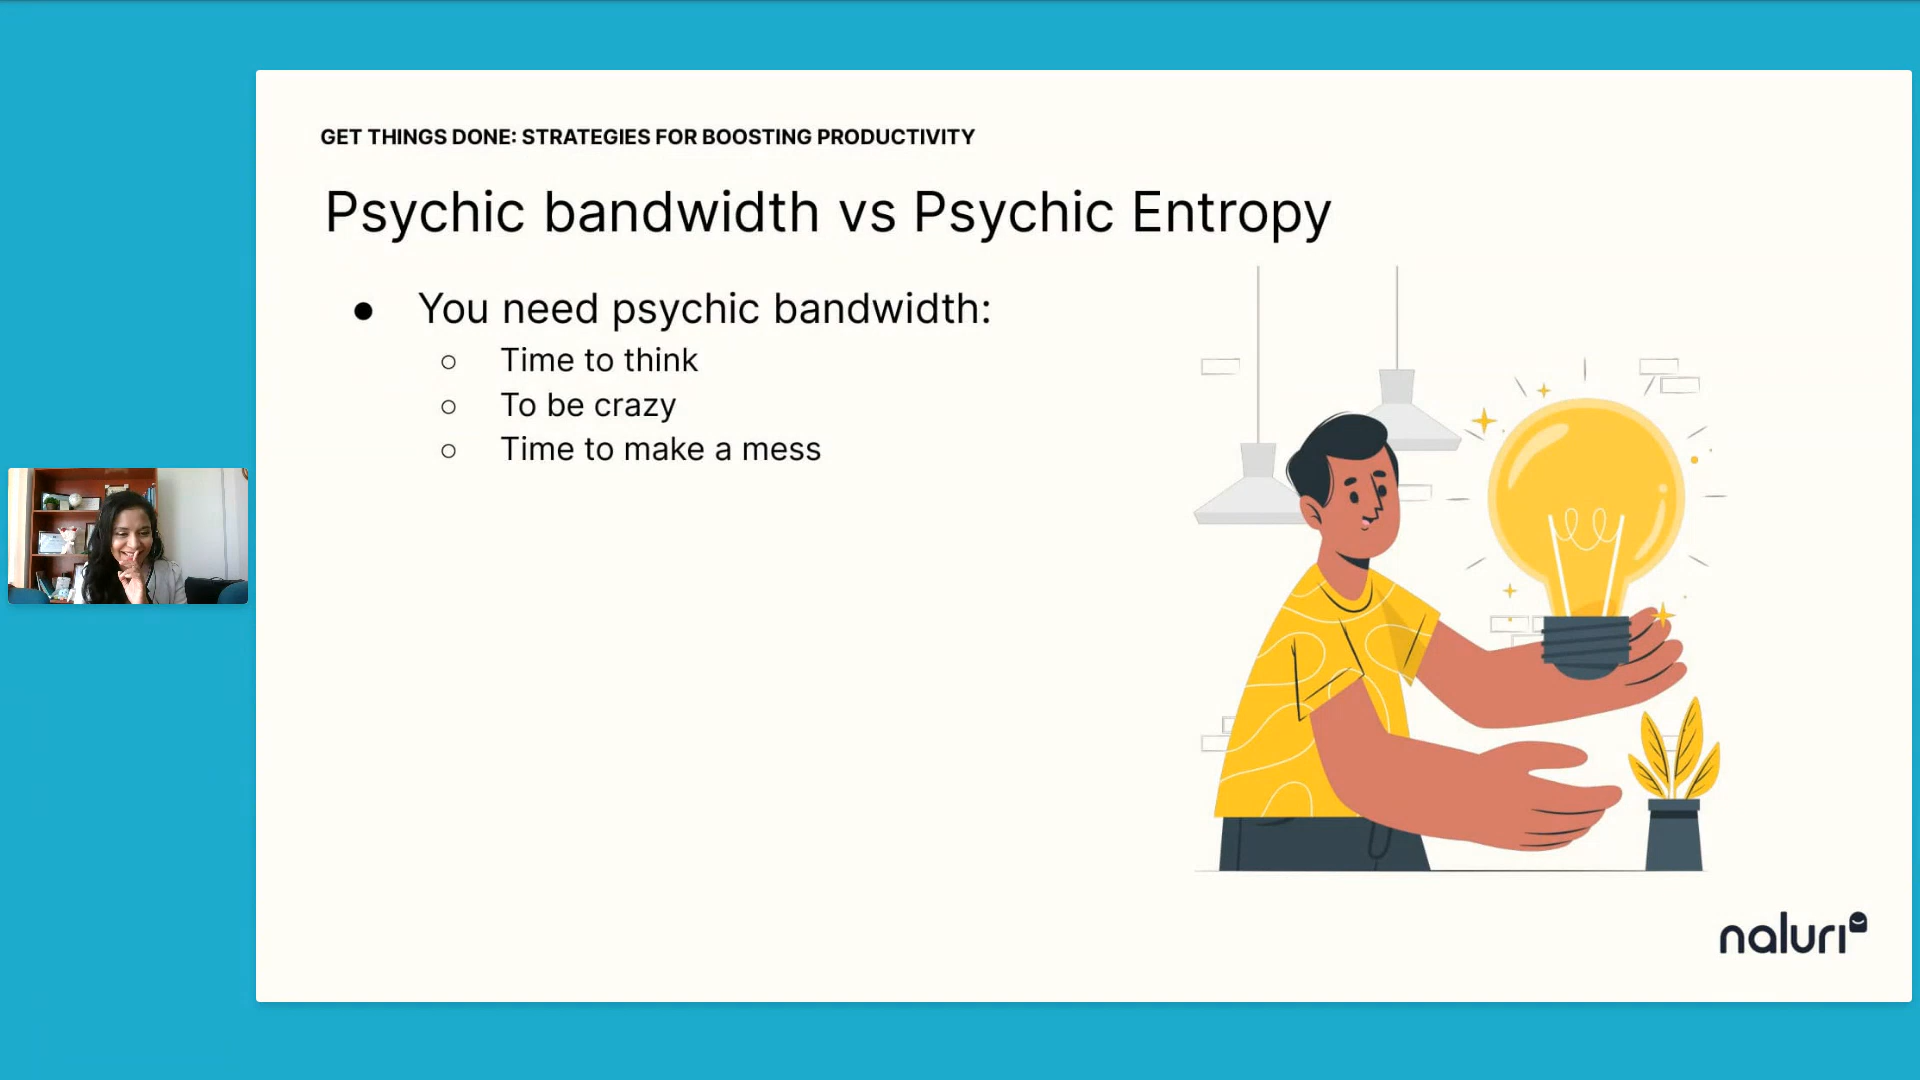 GET THINGS DONE: STRATEGIES FOR BOOSTING PRODUCTIVITY
Psychic bandwidth vs Psychic Entropy
● You need psychic bandwidth:
○ Time to think
○ To be crazy
○ Time to make a mess
naluri